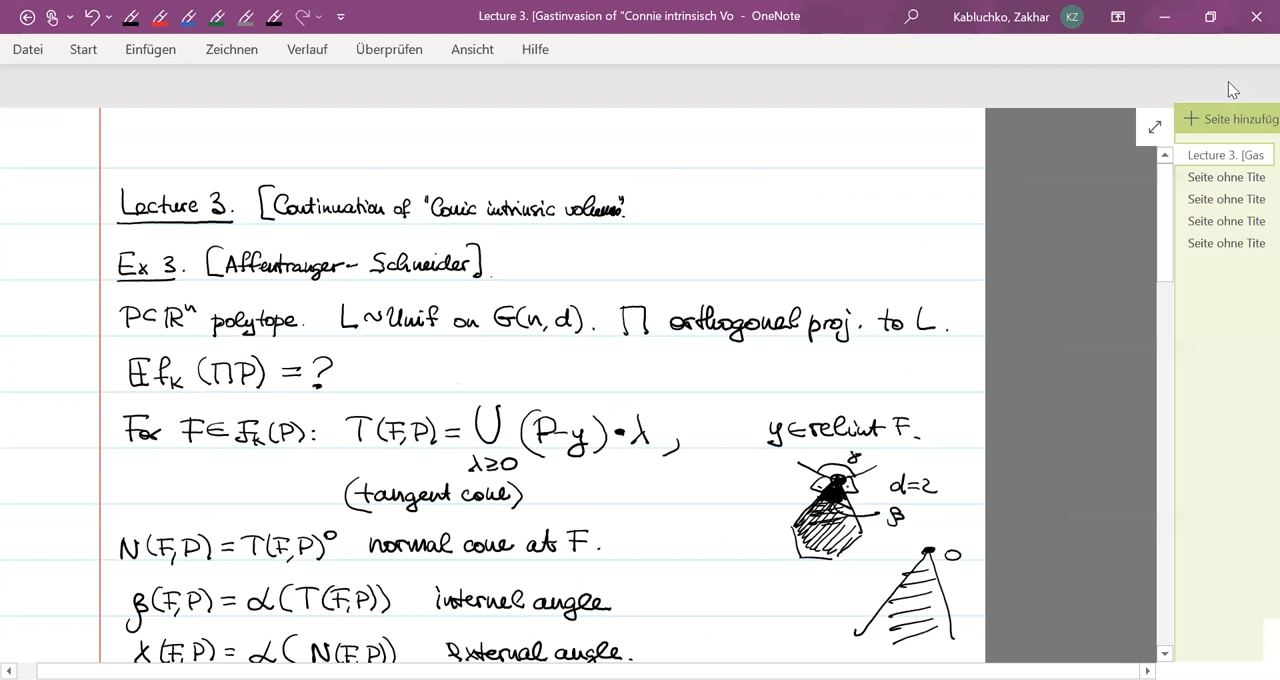 Lecture 3. [Gastinvasion of "Connie intrinsisch Vo - OneNote
Kabluchko, Zakhar KZ
Datei Start Einfügen Zeichnen Verlauf Überprüfen Ansicht Hilfe
Seite hinzufüg
Lecture 3. [Gas
Seite ohne Tite
Seite ohne Tite
Seite ohne Tite
Seite ohne Tite
Lecture 3. [Continuation of "Conic intrinsic volumes".
Ex 3. [Affentranger-Schneider].
P⊂ℝⁿ polytope. L~Unif on G(n,d). Π orthogonal proj. to L.
𝔼fₖ(ΠP) = ?
For F∈𝓕ₖ(P): T(F,P) = ⋃ (P-y)•λ, y∈relint F.
λ≥0
(tangent cone)
γ
d=2
β
N(F,P) = T(F,P)° normal cone at F.
0
β(F,P) = α(T(F,P)) internal angle
γ(F,P) = α(N(F,P)) external angle.